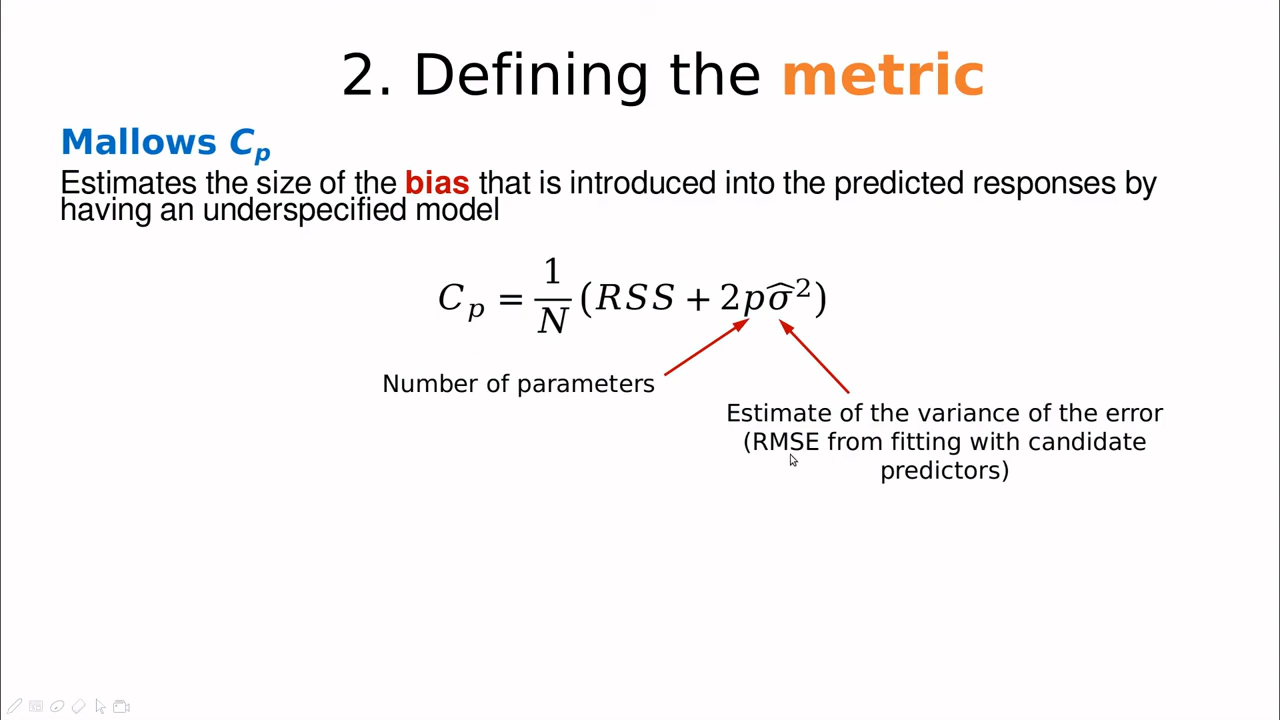 2. Defining the metric
Mallows Cₚ
Estimates the size of the bias that is introduced into the predicted responses by
having an underspecified model
Cₚ = 1/N (RSS + 2pσ̂²)
Number of parameters
Estimate of the variance of the error
(RMSE from fitting with candidate
predictors)